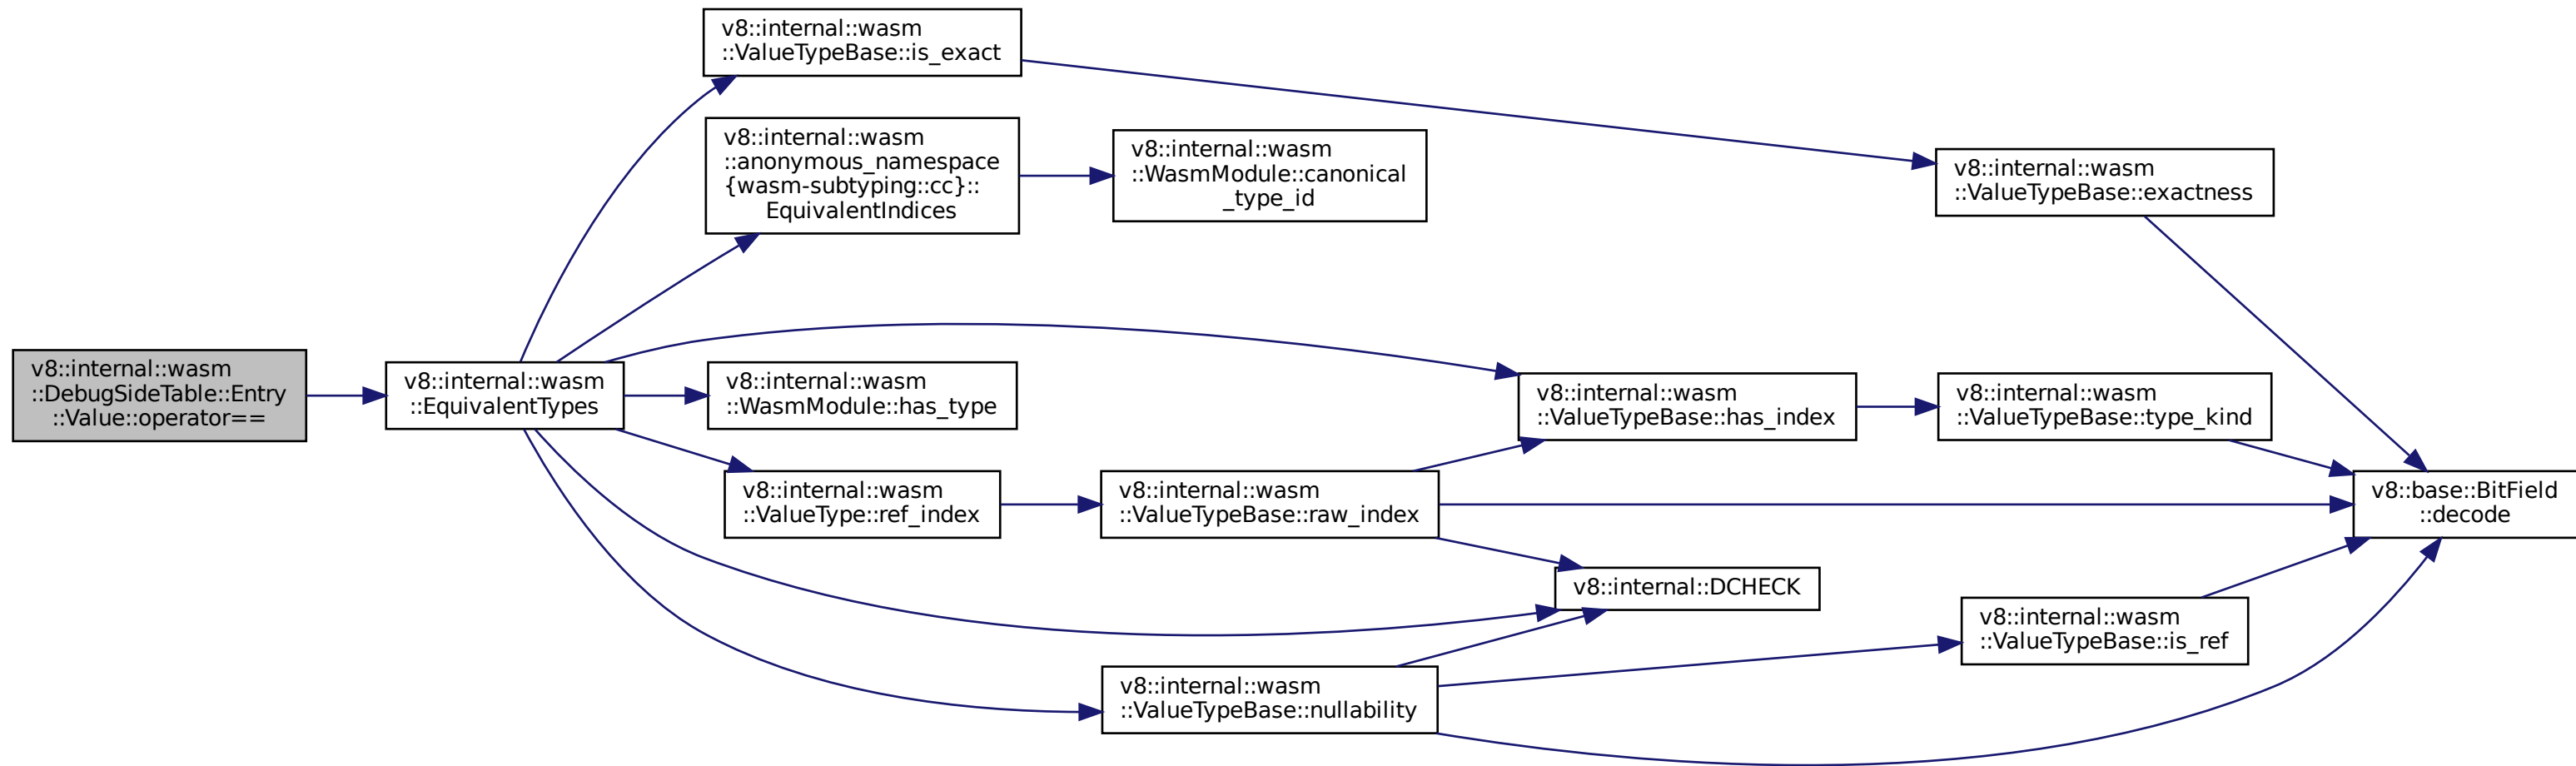 v8::internal::wasm
::DebugSideTable::Entry
::Value::operator==
v8::internal::wasm
::EquivalentTypes
v8::internal::wasm
::ValueTypeBase::is_exact
v8::internal::wasm
::anonymous_namespace
{wasm-subtyping::cc}::
EquivalentIndices
v8::internal::wasm
::WasmModule::has_type
v8::internal::wasm
::ValueType::ref_index
v8::internal::wasm
::WasmModule::canonical
_type_id
v8::internal::wasm
::ValueTypeBase::raw_index
v8::internal::wasm
::ValueTypeBase::nullability
v8::internal::wasm
::ValueTypeBase::has_index
v8::internal::DCHECK
v8::internal::wasm
::ValueTypeBase::exactness
v8::internal::wasm
::ValueTypeBase::type_kind
v8::internal::wasm
::ValueTypeBase::is_ref
v8::base::BitField
::decode